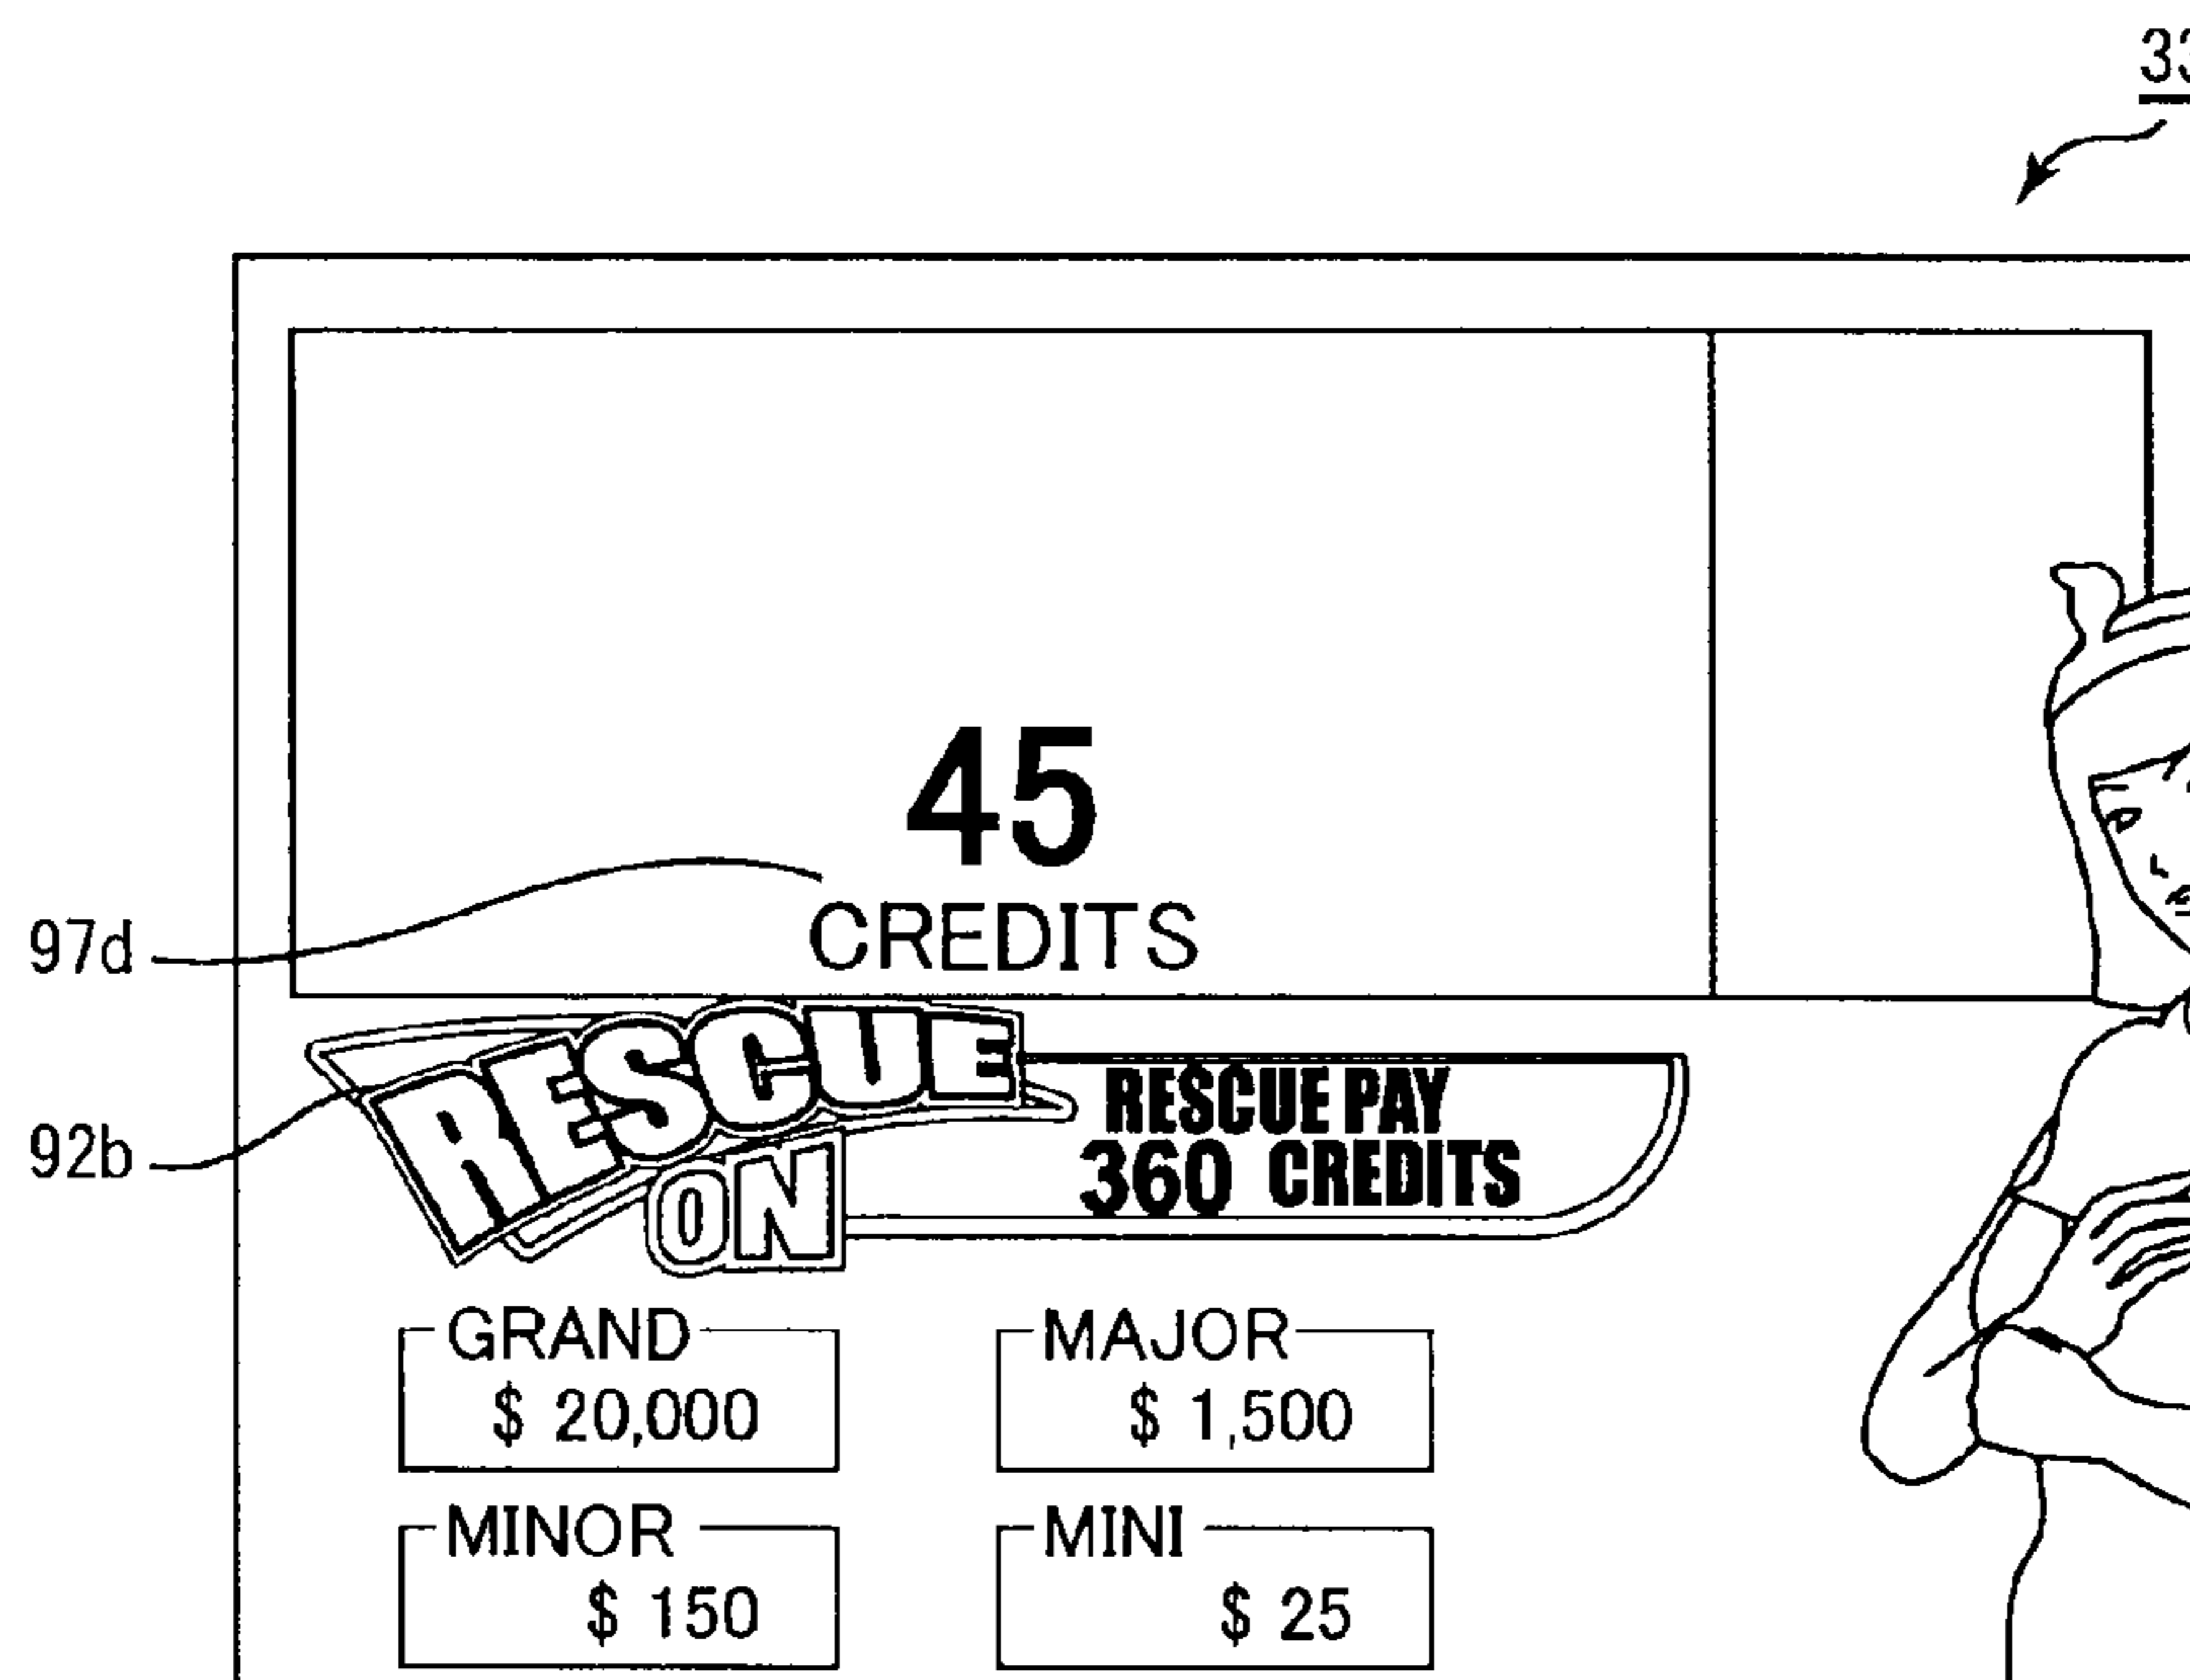 45
CREDITS
97d
RESCUE
ON
RESCUE PAY
360 CREDITS
92b
GRAND
$ 20,000
MAJOR
$ 1,500
MINOR
$ 150
MINI
$ 25